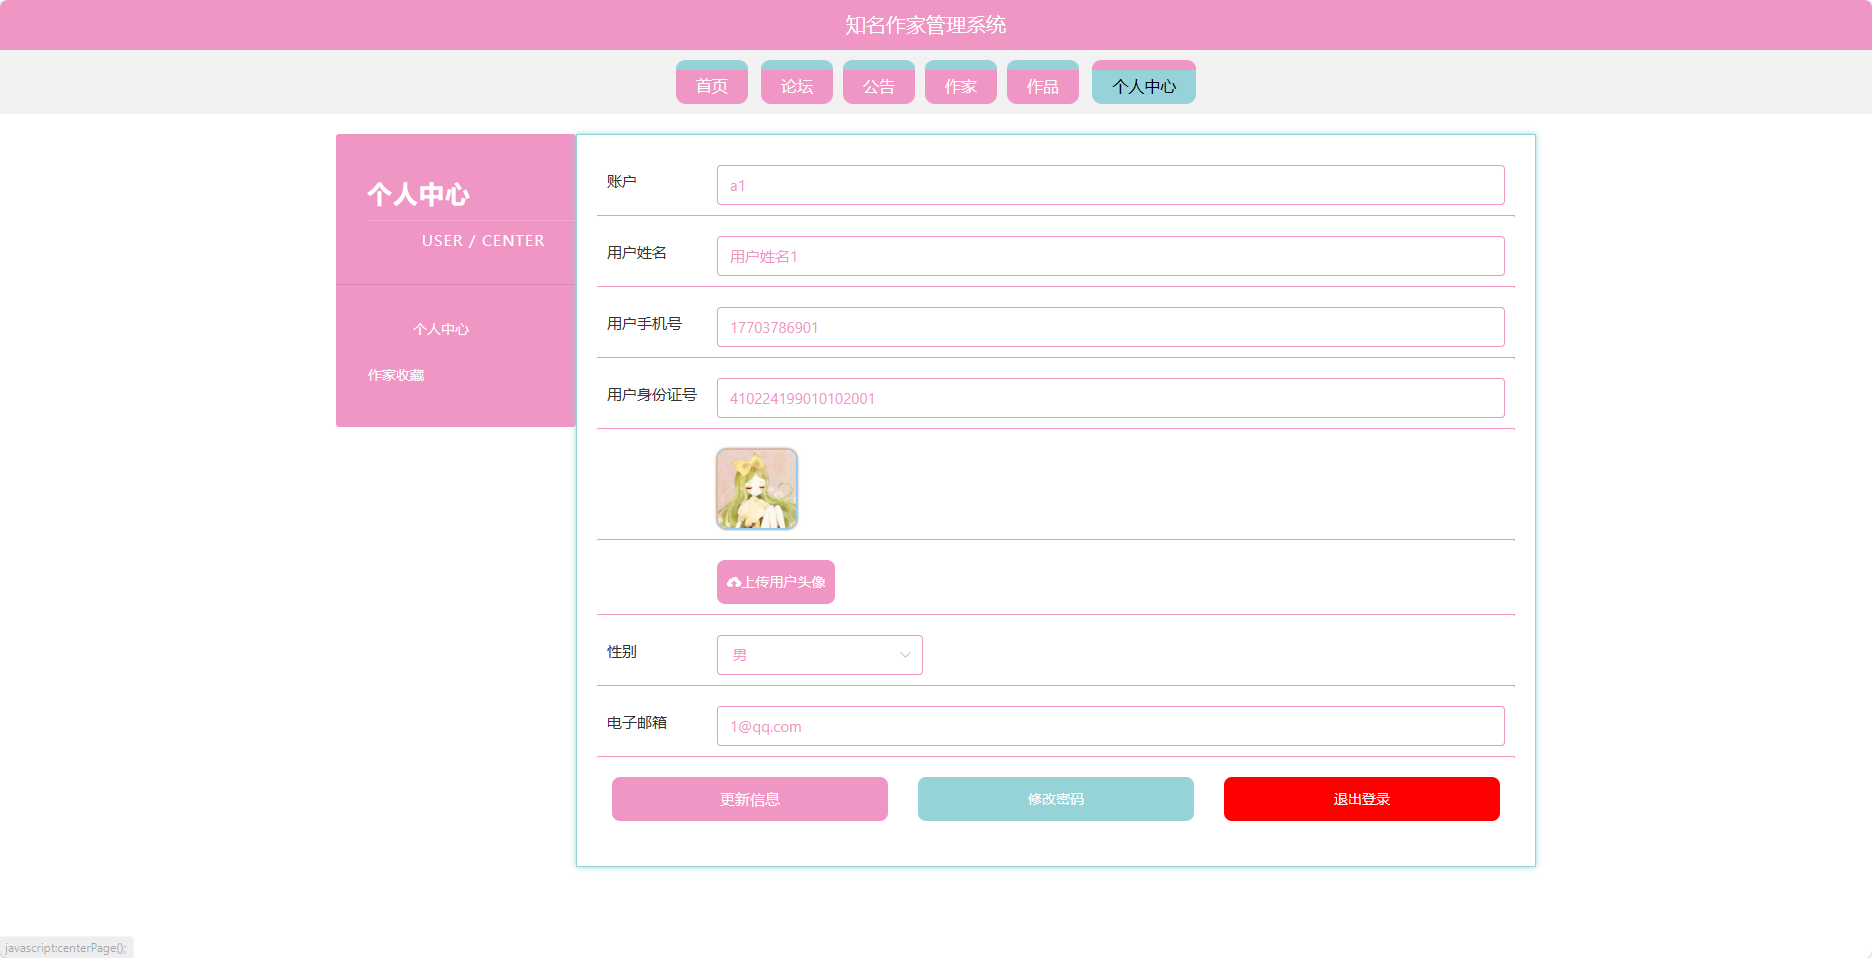 知名作家管理系统
首页 论坛 公告 作家 作品 个人中心
个人中心
USER / CENTER
个人中心
作家收藏
账户 a1
用户姓名 用户姓名1
用户手机号 17703786901
用户身份证号 410224199010102001
上传用户头像
性别 男
电子邮箱 1@qq.com
更新信息 修改密码 退出登录
javascript:centerPage();